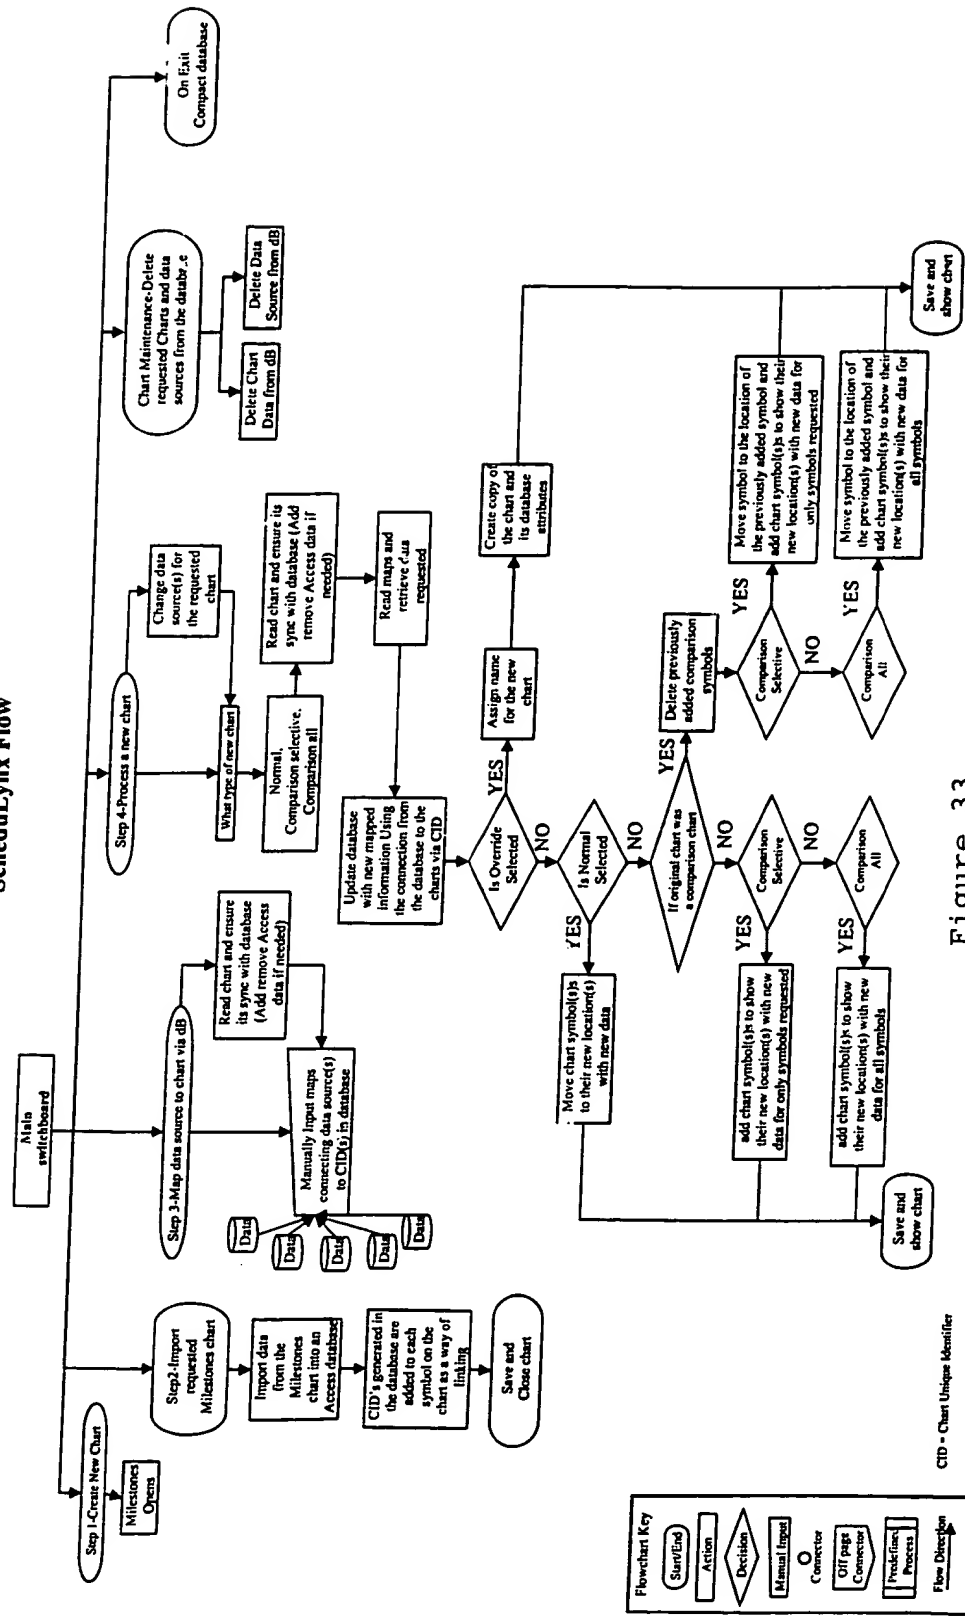 ScheduLynx Flow
Main
switchboard
Step 1-Create New Chart
Milestones
Opens
Step2-Import
requested
Milestones chart
Import data
from the
Milestones
chart into an
Access database
CID's generated in
the database are
added to each
symbol on the
chart as a way of
linking
Save and
Close chart
Step 3-Map data source to chart via dB
Read chart and ensure
its sync with database
(Add remove Access
data if needed)
Manually Input maps
connecting data source(s)
to CID(s) in database
Data
Data
Data
Data
Data
Step 4-Process a new chart
Change data
source(s) for
the requested
chart
What type of new chart
Normal,
Comparison selective,
Comparison all
Read chart and ensure its
sync with database (Add
remove Access data if
needed)
Read maps and
retrieve data
requested
Update database
with new mapped
information Using
the connection from
the database to the
charts via CID
Chart Maintenance-Delete
requested Charts and data
sources from the
Delete Chart
Data from dB
Delete Data
Source from dB
On Exit
Compact database
Is Override
Selected
YES
Assign name
for the new
chart
Create copy of
the chart and
its database
attributes
NO
Is Normal
Selected
YES
Move chart symbol(s)s
to their new location(s)
with new data
NO
If original chart was
a comparison chart
YES
Delete previously
added comparison
symbols
NO
Comparison
Selective
YES
add chart symbol(s)s to show
their new location(s) with new
data for only symbols requested
NO
Comparison
All
YES
add chart symbol(s)s to show
their new location(s) with new
data for all symbols
Comparison
Selective
YES
Move symbol to the location of
the previously added symbol and
add chart symbol(s)s to show their
new location(s) with new data for
only symbols requested
NO
Comparison
All
YES
Move symbol to the location of
the previously added symbol and
add chart symbol(s)s to show their
new location(s) with new data for
all symbols
Save and
show chart
Save and
show chart
Flowchart Key
Start/End
Action
Decision
Manual Input
Connector
Off page
Connector
Predefined
Process
Flow Direction
CID = Chart Unique Identifier
Figure 33